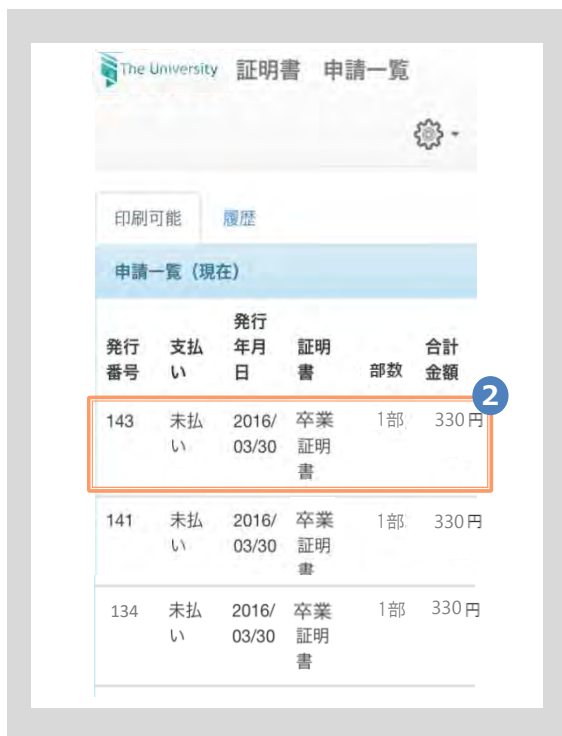 The University 証明書 申請一覧
印刷可能 履歴
申請一覧（現在）
発行
発行 支払 年月 証明 合計
番号 い 日 書 部数 金額
2
143 未払 2016/ 卒業 1部 330円
い 03/30 証明
書
141 未払 2016/ 卒業 1部 330円
い 03/30 証明
書
134 未払 2016/ 卒業 1部 330円
い 03/30 証明
書